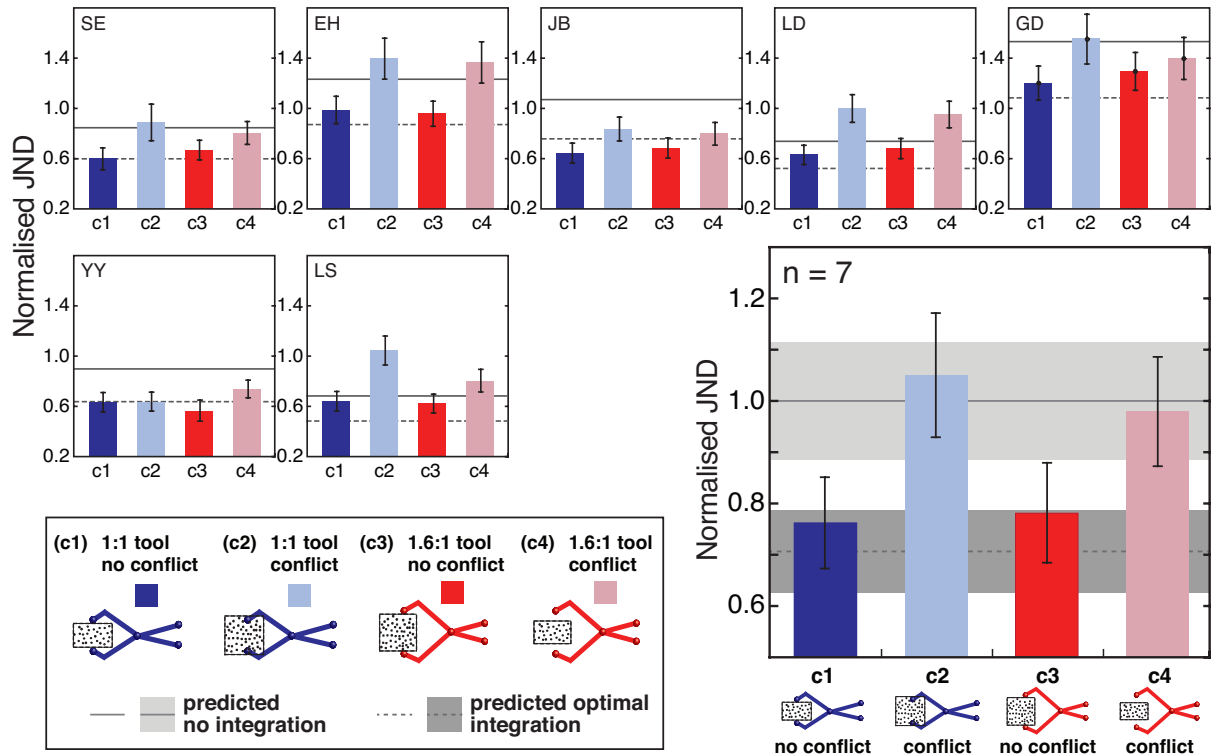 SE
EH
JB
LD
GD
Normalised JND
1.4
1.0
0.6
0.2
c1 c2 c3 c4
1.4
1.0
0.6
0.2
c1 c2 c3 c4
1.4
1.0
0.6
0.2
c1 c2 c3 c4
1.4
1.0
0.6
0.2
c1 c2 c3 c4
1.4
1.0
0.6
0.2
c1 c2 c3 c4
YY
LS
1.4
1.0
0.6
0.2
c1 c2 c3 c4
1.4
1.0
0.6
0.2
c1 c2 c3 c4
n = 7
Normalised JND
1.2
1.0
0.8
0.6
c1 c2 c3 c4
no conflict conflict no conflict conflict
(c1) 1:1 tool
no conflict
(c2) 1:1 tool
conflict
(c3) 1.6:1 tool
no conflict
(c4) 1.6:1 tool
conflict
predicted
no integration
predicted optimal
integration